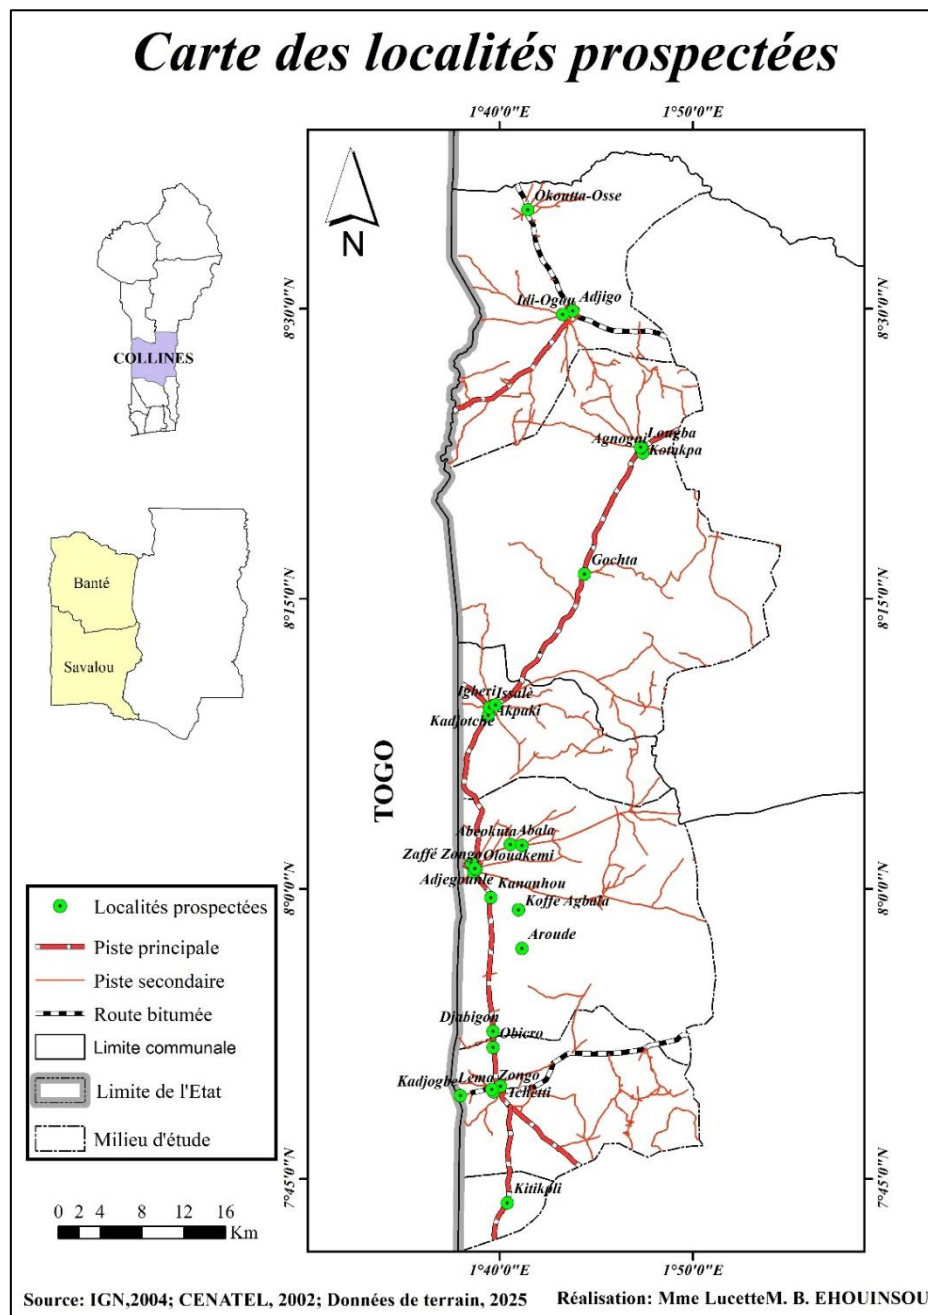 Carte des localités prospectées
1°40'0"E
1°50'0"E
N
COLLINES
Banté
Savalou
TOGO
8°30'0"N
8°15'0"N
8°0'0"N
7°45'0"N
8°30'0"N
8°15'0"N
8°0'0"N
7°45'0"N
Okoutta-Osse
Idi-Ogou
Adjigo
Agnogui
Lougba
Kotakpa
Gochta
Igberi
Issalè
Akpaki
Kadjotche
Abeokuta
Abala
Zaffé Zongo
Olouakemi
Adjegounle
Kananhou
Koffe Agbala
Aroude
Djabigon
Obicro
Kadjogbe
Lema
Zongo
Tchetti
Kitikpli
1°40'0"E
1°50'0"E
Localités prospectées
Piste principale
Piste secondaire
Route bitumée
Limite communale
Limite de l'Etat
Milieu d'étude
0 2 4 8 12 16
Km
Source: IGN,2004; CENATEL, 2002; Données de terrain, 2025 Réalisation: Mme LucetteM. B. EHOUINSOU